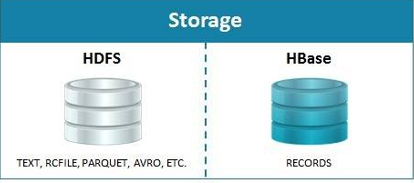 Storage
HDFS
HBase
TEXT, RCFILE, PARQUET, AVRO, ETC.
RECORDS